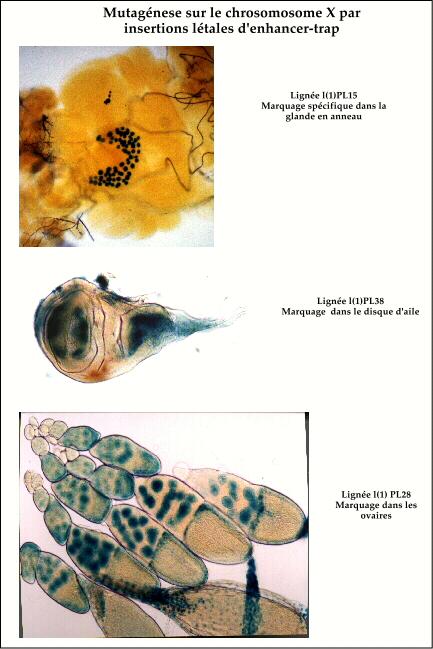 Mutagénese sur le chrosomosome X par
insertions létales d'enhancer-trap
Lignée l(1)PL15
Marquage spécifique dans la
glande en anneau
Lignée l(1)PL38
Marquage dans le disque d'aile
Lignée l(1) PL28
Marquage dans les
ovaires